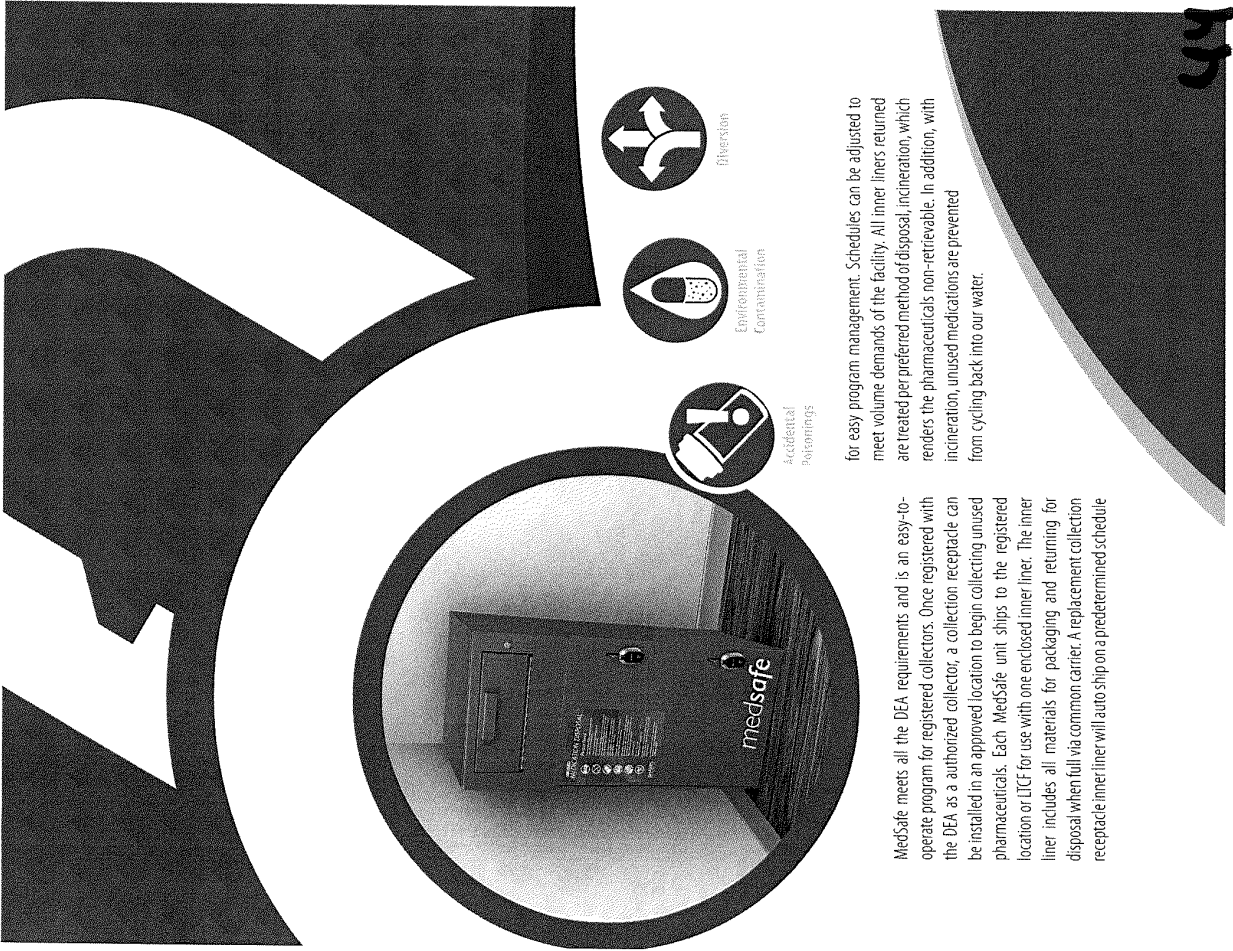 Accidental
Poisonings
Environmental
Contamination
Diversion
medsafe
MedSafe meets all the DEA requirements and is an easy-to-
operate program for registered collectors. Once registered with
the DEA as a authorized collector, a collection receptacle can
be installed in an approved location to begin collecting unused
pharmaceuticals. Each MedSafe unit ships to the registered
location or LTCF for use with one enclosed inner liner. The inner
liner includes all materials for packaging and returning for
disposal when full via common carrier. A replacement collection
receptacle inner liner will auto ship on a predetermined schedule
for easy program management. Schedules can be adjusted to
meet volume demands of the facility. All inner liners returned
are treated per preferred method of disposal, incineration, which
renders the pharmaceuticals non-retrievable. In addition, with
incineration, unused medications are prevented
from cycling back into our water.